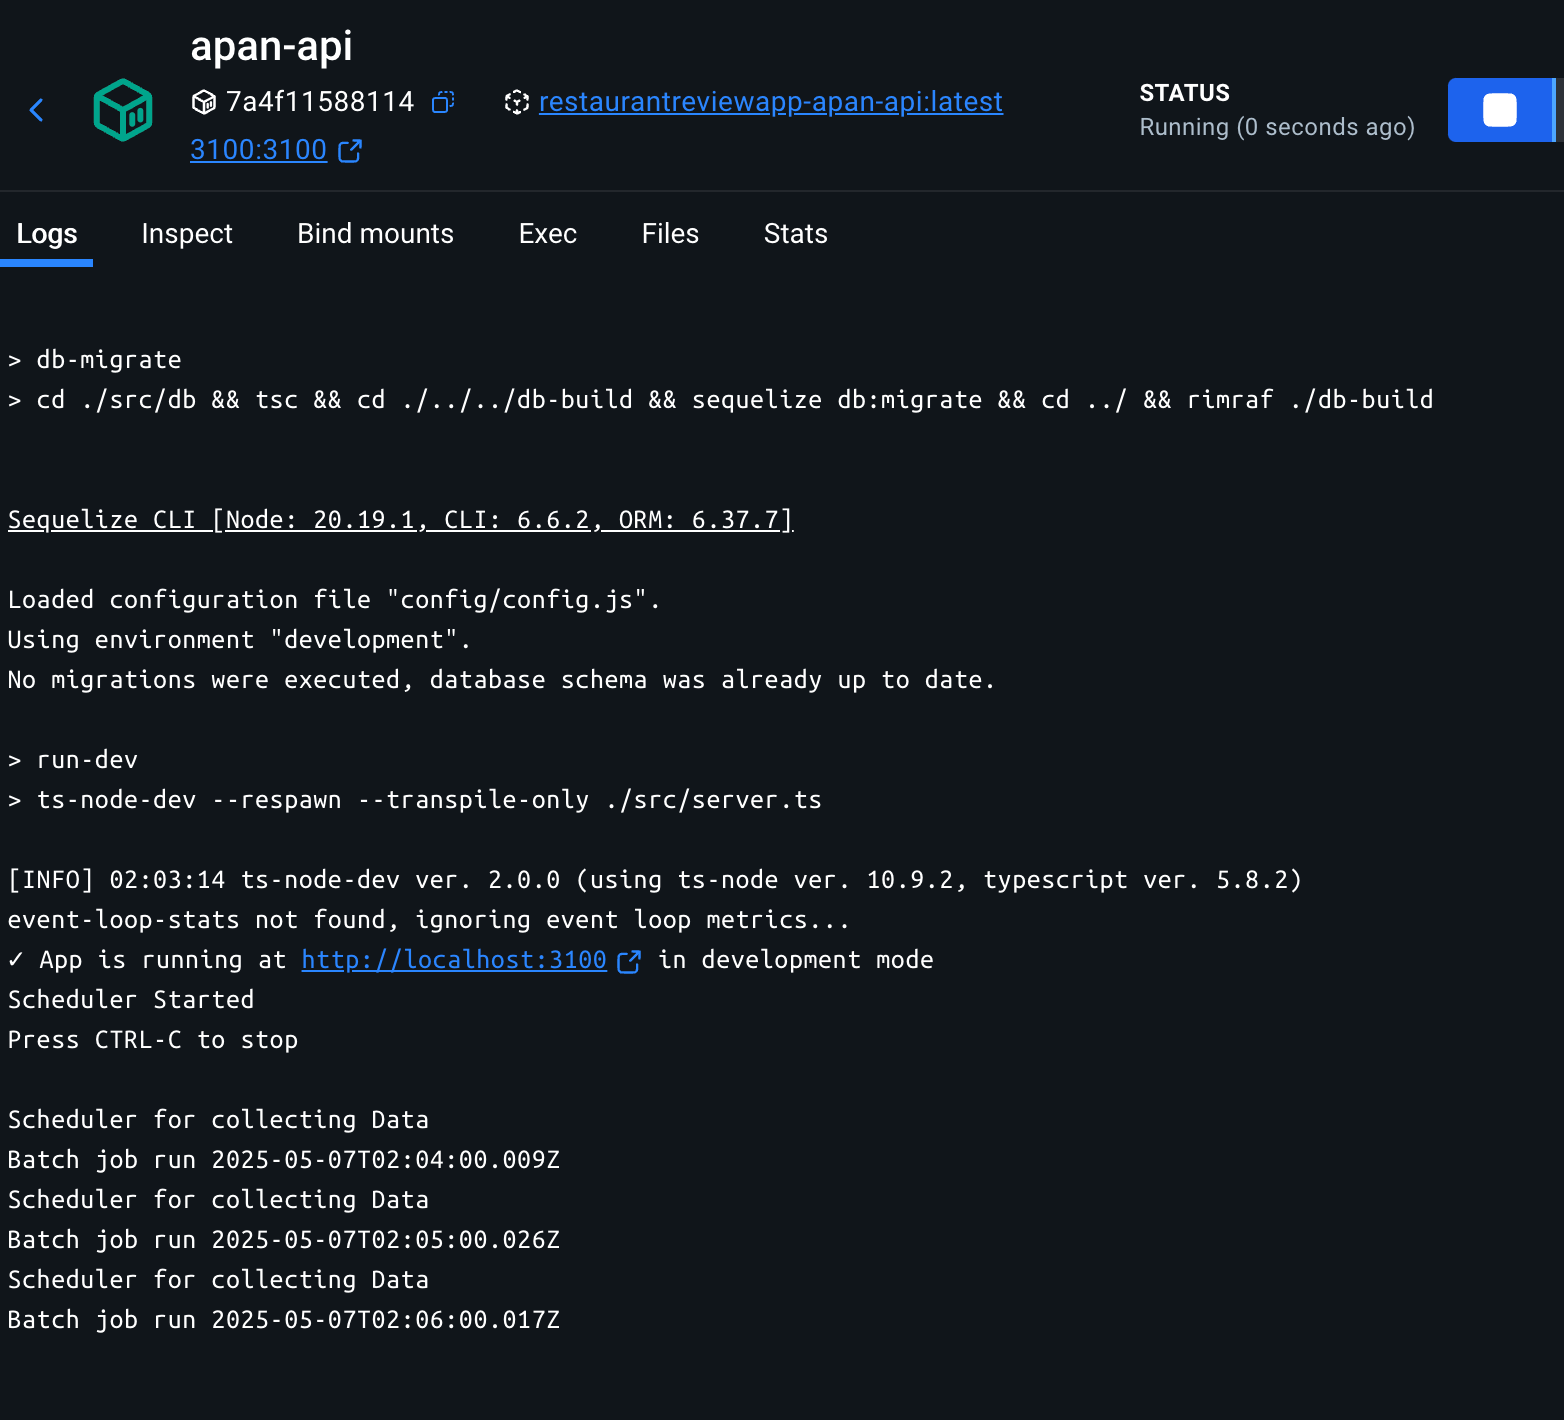 apan-api
7a4f11588114
restaurantreviewapp-apan-api:latest
3100:3100
STATUS
Running (0 seconds ago)
Logs
Inspect
Bind mounts
Exec
Files
Stats
> db-migrate
> cd ./src/db && tsc && cd ./../../db-build && sequelize db:migrate && cd ../ && rimraf ./db-build
Sequelize CLI [Node: 20.19.1, CLI: 6.6.2, ORM: 6.37.7]
Loaded configuration file "config/config.js".
Using environment "development".
No migrations were executed, database schema was already up to date.
> run-dev
> ts-node-dev --respawn --transpile-only ./src/server.ts
[INFO] 02:03:14 ts-node-dev ver. 2.0.0 (using ts-node ver. 10.9.2, typescript ver. 5.8.2)
event-loop-stats not found, ignoring event loop metrics...
✓ App is running at http://localhost:3100 in development mode
Scheduler Started
Press CTRL-C to stop
Scheduler for collecting Data
Batch job run 2025-05-07T02:04:00.009Z
Scheduler for collecting Data
Batch job run 2025-05-07T02:05:00.026Z
Scheduler for collecting Data
Batch job run 2025-05-07T02:06:00.017Z